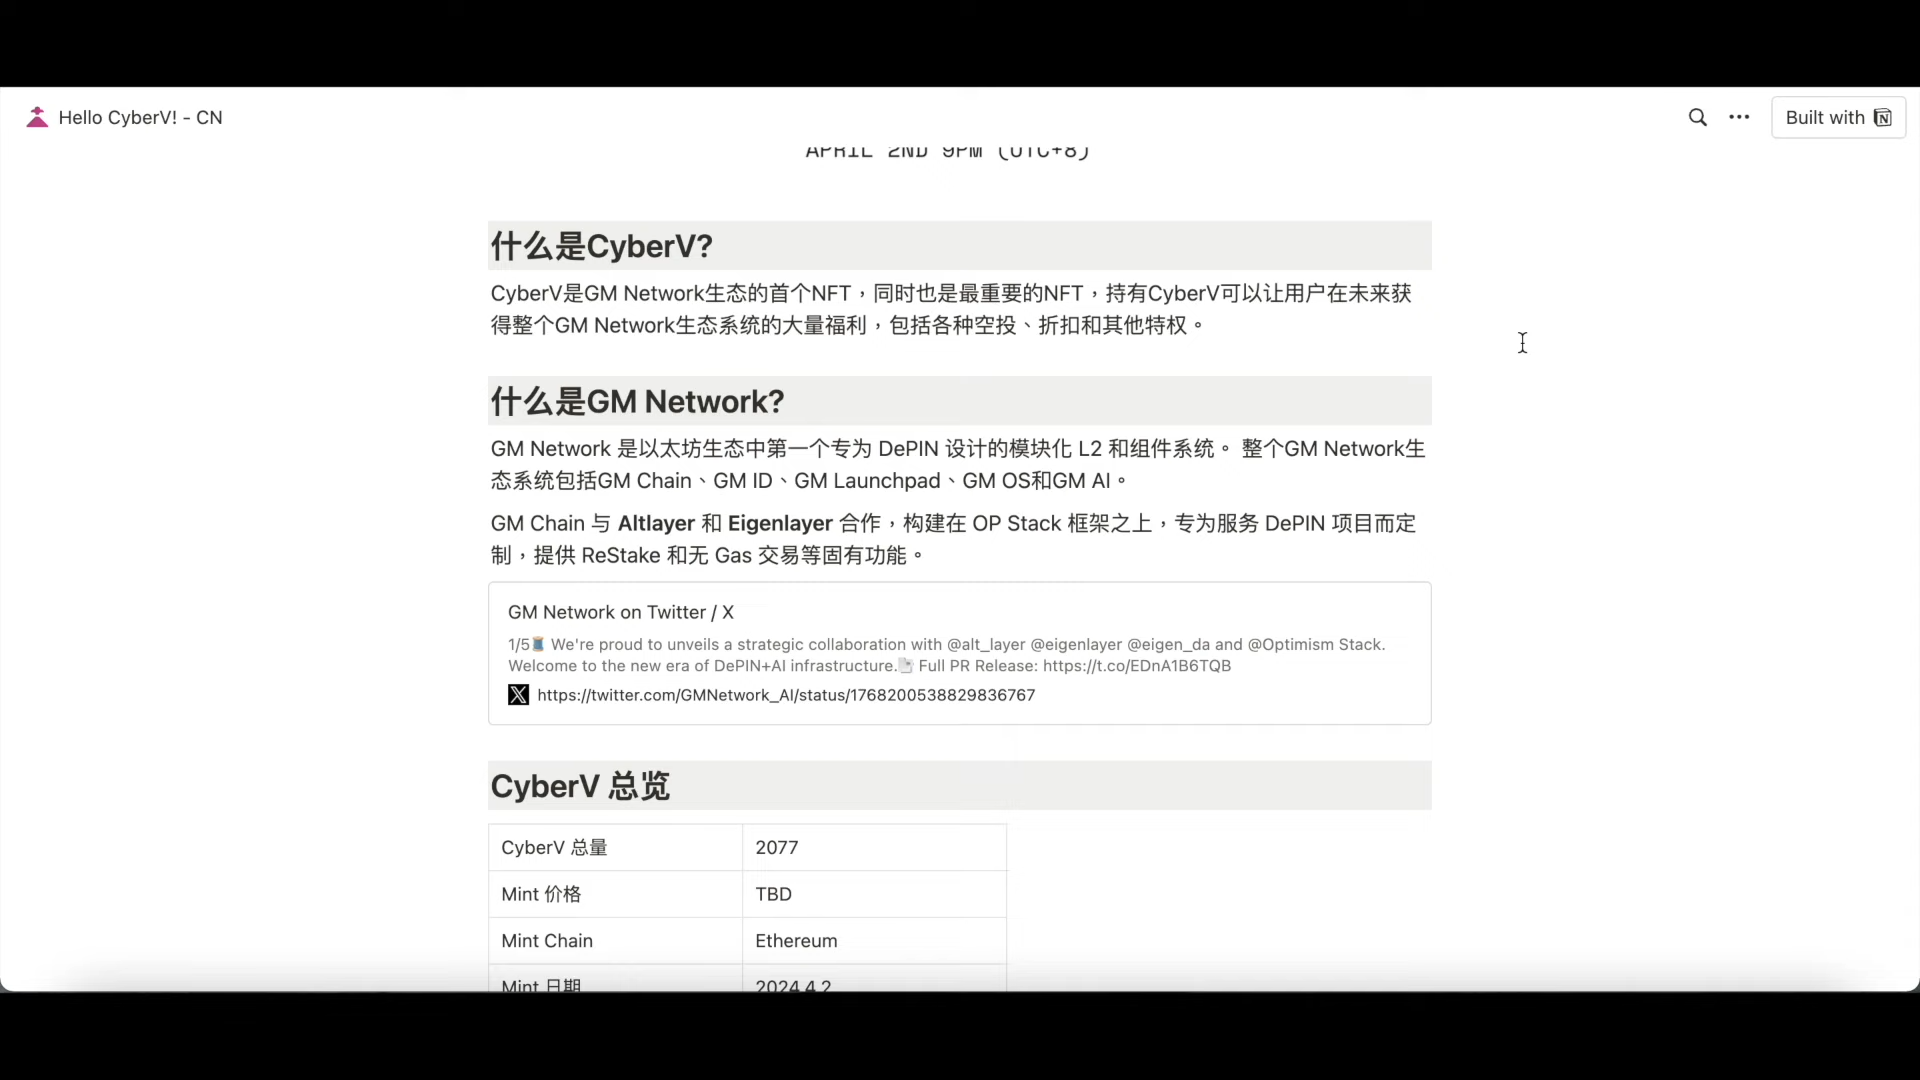 Hello CyberV! - CN
Built with
APRIL 2ND 9PM (UTC+8)
什么是CyberV?
CyberV是GM Network生态的首个NFT，同时也是最重要的NFT，持有CyberV可以让用户在未来获
得整个GM Network生态系统的大量福利，包括各种空投、折扣和其他特权。
什么是GM Network?
GM Network 是以太坊生态中第一个专为 DePIN 设计的模块化 L2 和组件系统。 整个GM Network生
态系统包括GM Chain、GM ID、GM Launchpad、GM OS和GM AI。
GM Chain 与 Altlayer 和 Eigenlayer 合作，构建在 OP Stack 框架之上，专为服务 DePIN 项目而定
制，提供 ReStake 和无 Gas 交易等固有功能。
GM Network on Twitter / X
1/5🧵 We're proud to unveils a strategic collaboration with @alt_layer @eigenlayer @eigen_da and @Optimism Stack.
Welcome to the new era of DePIN+AI infrastructure. Full PR Release: https://t.co/EDnA1B6TQB
https://twitter.com/GMNetwork_AI/status/1768200538829836767
CyberV 总览
CyberV 总量 2077
Mint 价格 TBD
Mint Chain Ethereum
Mint 日期 2024.4.2